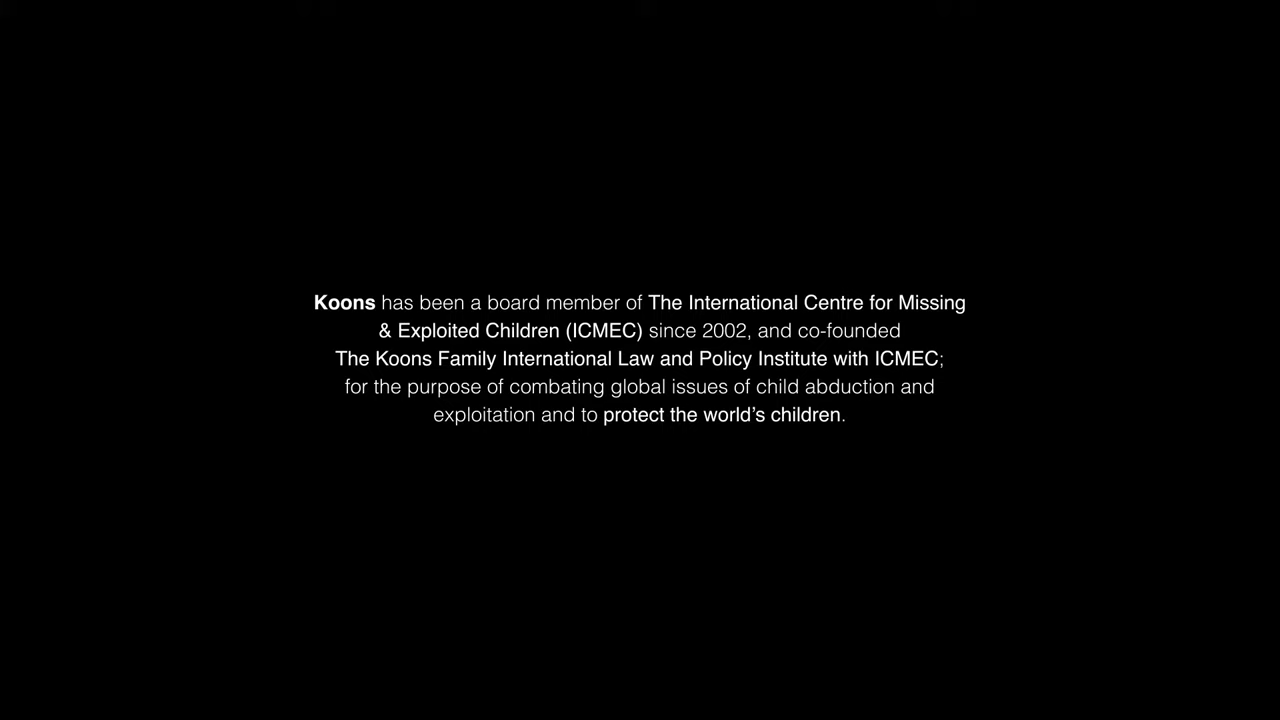 Koons has been a board member of The International Centre for Missing
& Exploited Children (ICMEC) since 2002, and co-founded
The Koons Family International Law and Policy Institute with ICMEC;
for the purpose of combating global issues of child abduction and
exploitation and to protect the world’s children.